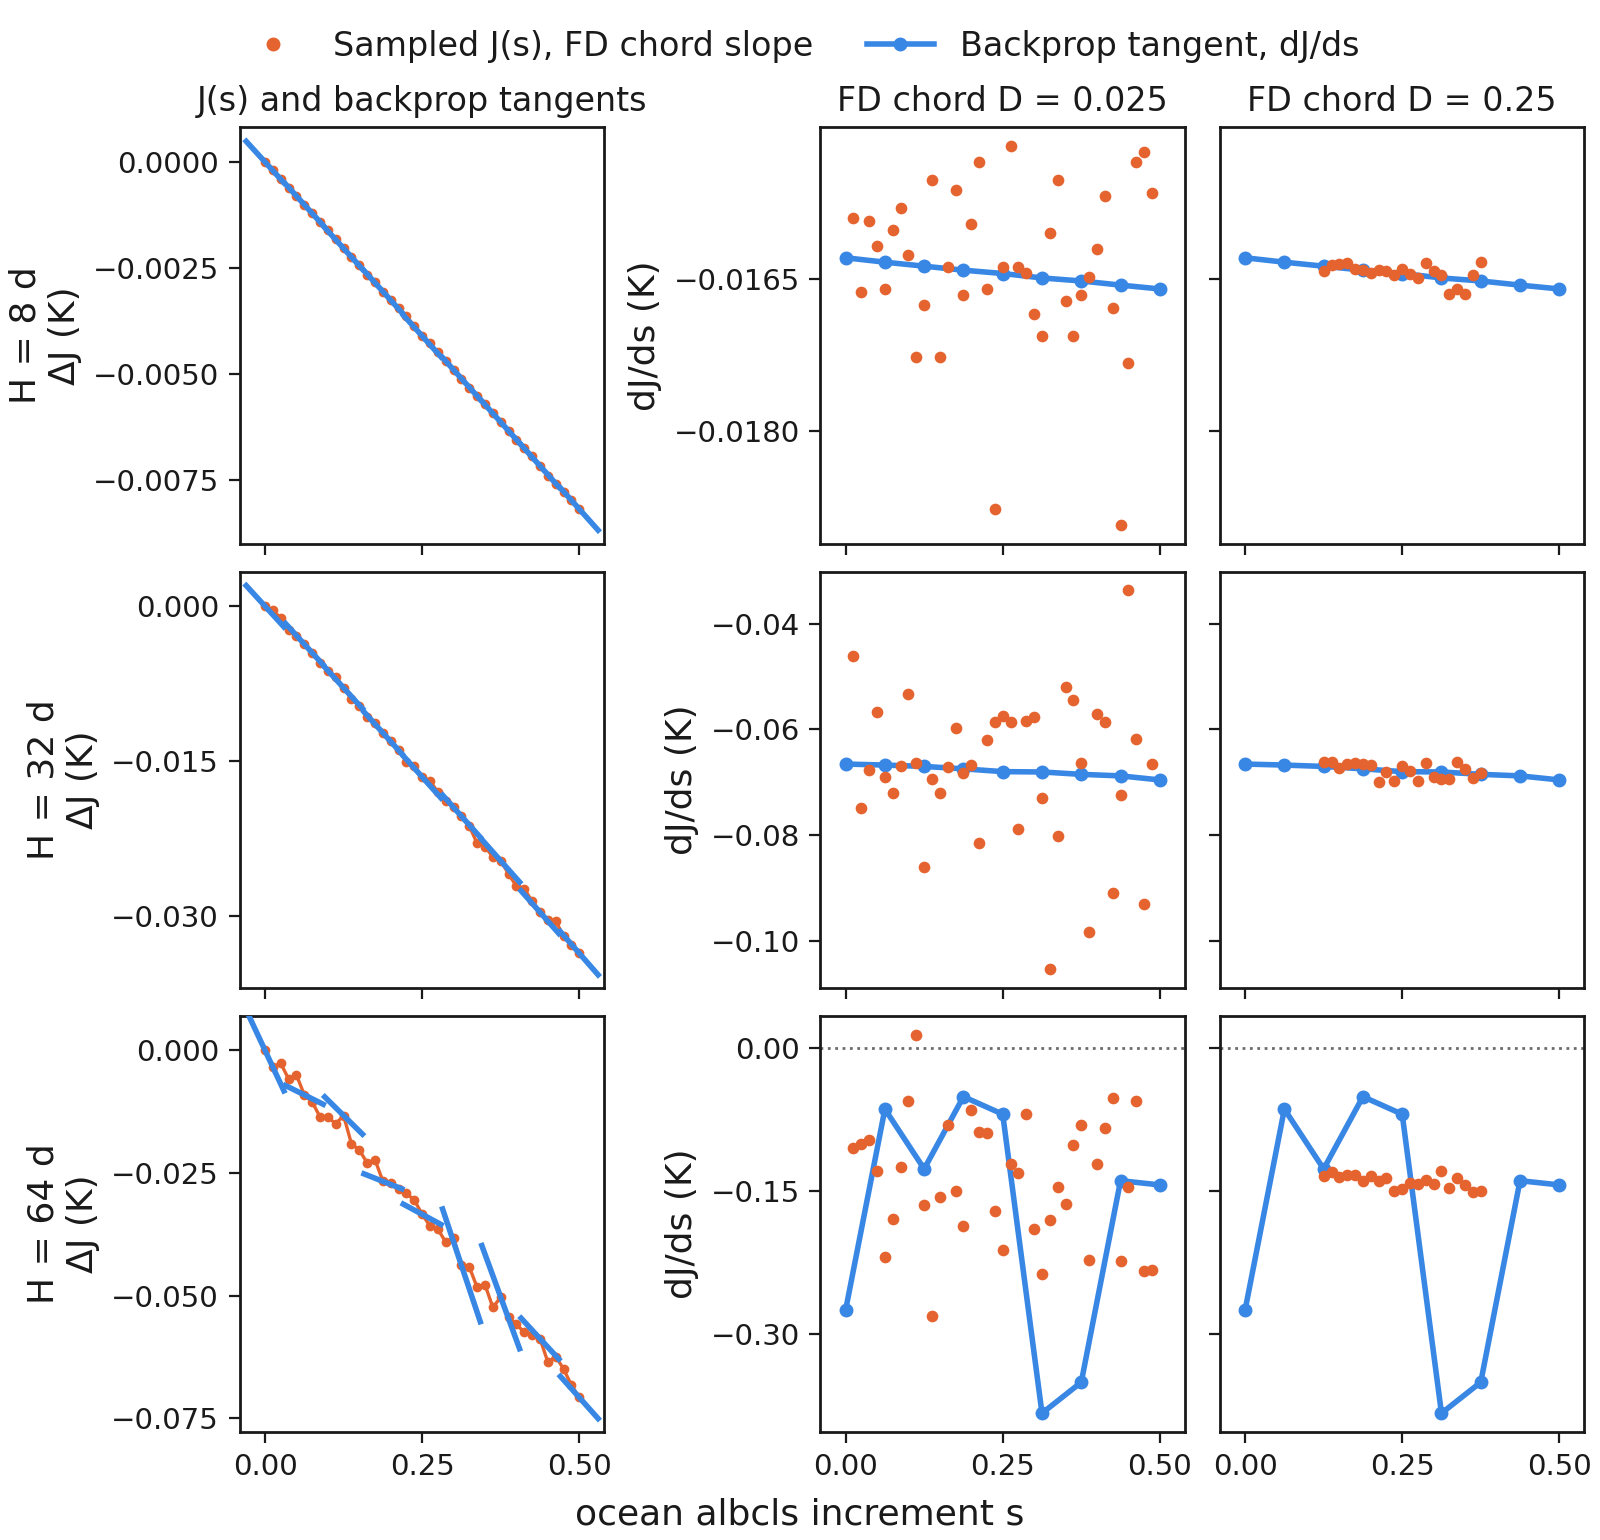 Sampled J(s), FD chord slope
Backprop tangent, dJ/ds
J(s) and backprop tangents
FD chord D = 0.025
FD chord D = 0.25
H = 8 d
ΔJ (K)
0.0000
−0.0025
−0.0050
−0.0075
dJ/ds (K)
−0.0165
−0.0180
H = 32 d
ΔJ (K)
0.000
−0.015
−0.030
dJ/ds (K)
−0.04
−0.06
−0.08
−0.10
H = 64 d
ΔJ (K)
0.000
−0.025
−0.050
−0.075
dJ/ds (K)
0.00
−0.15
−0.30
0.00 0.25 0.50
0.00 0.25 0.50
0.00 0.25 0.50
ocean albcls increment s